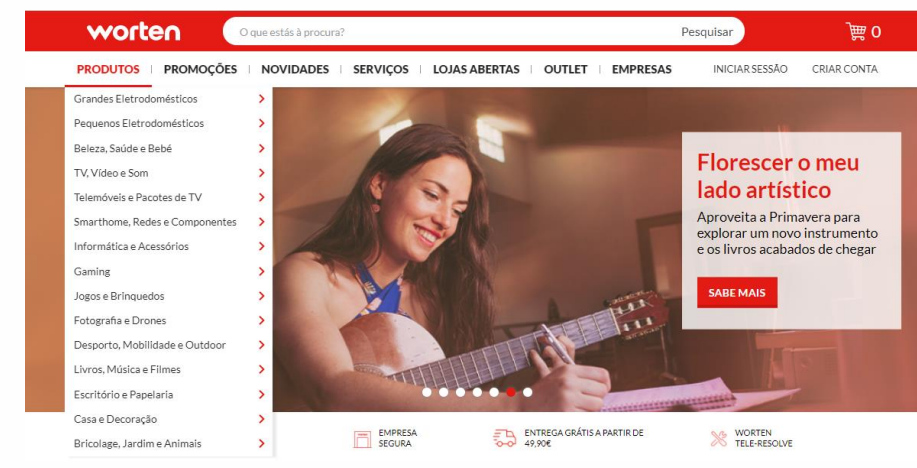 worten
O que estás à procura?
Pesquisar
0
PRODUTOS
PROMOÇÕES
NOVIDADES
SERVIÇOS
LOJAS ABERTAS
OUTLET
EMPRESAS
INICIAR SESSÃO
CRIAR CONTA
Grandes Eletrodomésticos
Pequenos Eletrodomésticos
Beleza, Saúde e Bebé
TV, Vídeo e Som
Telemóveis e Pacotes de TV
Smarthome, Redes e Componentes
Informática e Acessórios
Gaming
Jogos e Brinquedos
Fotografia e Drones
Desporto, Mobilidade e Outdoor
Livros, Música e Filmes
Escritório e Papelaria
Casa e Decoração
Bricolage, Jardim e Animais
Florescer o meu
lado artístico
Aproveita a Primavera para
explorar um novo instrumento
e os livros acabados de chegar
SABE MAIS
EMPRESA
SEGURA
ENTREGA GRÁTIS A PARTIR DE
49,90€
WORTEN
TELE-RESOLVE